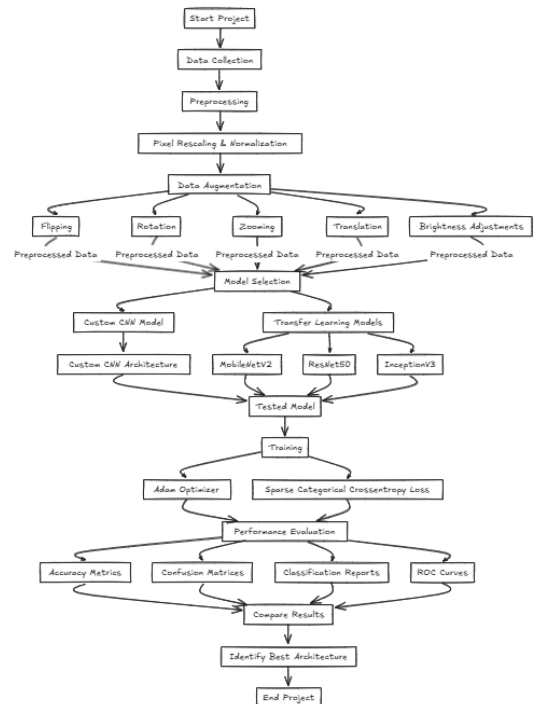 Start Project
Data Collection
Preprocessing
Pixel Rescaling & Normalization
Data Augmentation
Flipping
Rotation
Zooming
Translation
Brightness Adjustments
Preprocessed Data
Preprocessed Data
Preprocessed Data
Preprocessed Data
Preprocessed Data
Model Selection
Custom CNN Model
Transfer Learning Models
Custom CNN Architecture
MobileNetV2
ResNet50
InceptionV3
Tested Model
Training
Adam Optimizer
Sparse Categorical Crossentropy Loss
Performance Evaluation
Accuracy Metrics
Confusion Matrices
Classification Reports
ROC Curves
Compare Results
Identify Best Architecture
End Project